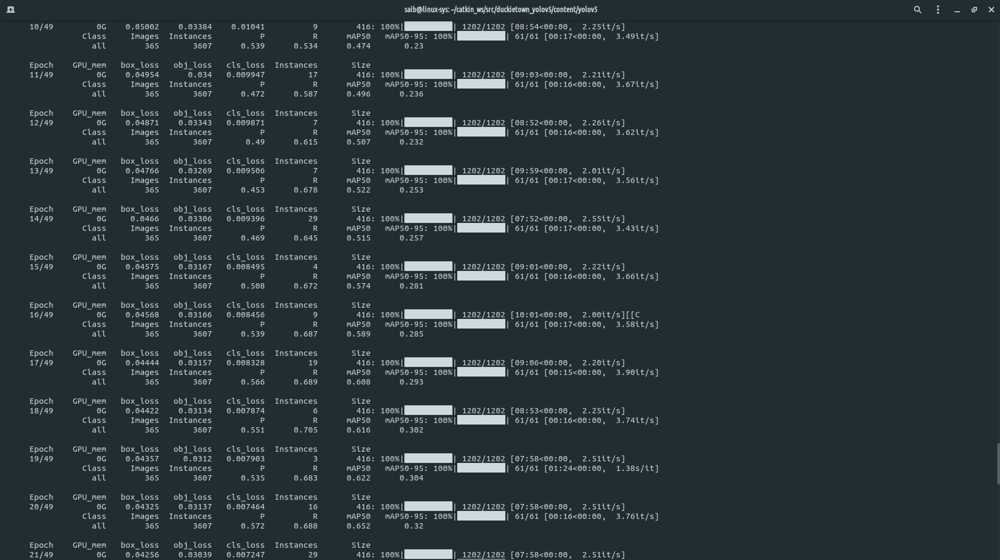 saib@linux-sys: ~/catkin_ws/src/duckietown_yolov5/content/yolov5
10/49 0G 0.05002 0.03384 0.01041 9 416: 100%|██████████| 1202/1202 [08:54<00:00, 2.25it/s]
Class Images Instances P R mAP50 mAP50-95: 100%|██████████| 61/61 [00:17<00:00, 3.49it/s]
all 365 3607 0.539 0.534 0.474 0.23
Epoch GPU_mem box_loss obj_loss cls_loss Instances Size
11/49 0G 0.04954 0.034 0.009947 17 416: 100%|██████████| 1202/1202 [09:03<00:00, 2.21it/s]
Class Images Instances P R mAP50 mAP50-95: 100%|██████████| 61/61 [00:16<00:00, 3.67it/s]
all 365 3607 0.472 0.587 0.496 0.236
Epoch GPU_mem box_loss obj_loss cls_loss Instances Size
12/49 0G 0.04871 0.03343 0.009871 7 416: 100%|██████████| 1202/1202 [08:52<00:00, 2.26it/s]
Class Images Instances P R mAP50 mAP50-95: 100%|██████████| 61/61 [00:16<00:00, 3.62it/s]
all 365 3607 0.49 0.615 0.507 0.232
Epoch GPU_mem box_loss obj_loss cls_loss Instances Size
13/49 0G 0.04766 0.03269 0.009506 7 416: 100%|██████████| 1202/1202 [09:59<00:00, 2.01it/s]
Class Images Instances P R mAP50 mAP50-95: 100%|██████████| 61/61 [00:17<00:00, 3.56it/s]
all 365 3607 0.453 0.678 0.522 0.253
Epoch GPU_mem box_loss obj_loss cls_loss Instances Size
14/49 0G 0.0466 0.03306 0.009396 29 416: 100%|██████████| 1202/1202 [07:52<00:00, 2.55it/s]
Class Images Instances P R mAP50 mAP50-95: 100%|██████████| 61/61 [00:17<00:00, 3.43it/s]
all 365 3607 0.469 0.645 0.515 0.257
Epoch GPU_mem box_loss obj_loss cls_loss Instances Size
15/49 0G 0.04575 0.03167 0.008495 4 416: 100%|██████████| 1202/1202 [09:01<00:00, 2.22it/s]
Class Images Instances P R mAP50 mAP50-95: 100%|██████████| 61/61 [00:16<00:00, 3.66it/s]
all 365 3607 0.508 0.672 0.574 0.281
Epoch GPU_mem box_loss obj_loss cls_loss Instances Size
16/49 0G 0.04568 0.03166 0.008456 9 416: 100%|██████████| 1202/1202 [10:01<00:00, 2.00it/s][[C
Class Images Instances P R mAP50 mAP50-95: 100%|██████████| 61/61 [00:17<00:00, 3.58it/s]
all 365 3607 0.539 0.687 0.589 0.285
Epoch GPU_mem box_loss obj_loss cls_loss Instances Size
17/49 0G 0.04444 0.03157 0.008328 19 416: 100%|██████████| 1202/1202 [09:06<00:00, 2.20it/s]
Class Images Instances P R mAP50 mAP50-95: 100%|██████████| 61/61 [00:15<00:00, 3.90it/s]
all 365 3607 0.566 0.689 0.608 0.293
Epoch GPU_mem box_loss obj_loss cls_loss Instances Size
18/49 0G 0.04422 0.03134 0.007874 6 416: 100%|██████████| 1202/1202 [08:53<00:00, 2.25it/s]
Class Images Instances P R mAP50 mAP50-95: 100%|██████████| 61/61 [00:16<00:00, 3.74it/s]
all 365 3607 0.551 0.705 0.616 0.302
Epoch GPU_mem box_loss obj_loss cls_loss Instances Size
19/49 0G 0.04357 0.0312 0.007903 3 416: 100%|██████████| 1202/1202 [07:58<00:00, 2.51it/s]
Class Images Instances P R mAP50 mAP50-95: 100%|██████████| 61/61 [01:24<00:00, 1.38s/it]
all 365 3607 0.535 0.683 0.622 0.304
Epoch GPU_mem box_loss obj_loss cls_loss Instances Size
20/49 0G 0.04325 0.03137 0.007464 16 416: 100%|██████████| 1202/1202 [07:58<00:00, 2.51it/s]
Class Images Instances P R mAP50 mAP50-95: 100%|██████████| 61/61 [00:16<00:00, 3.76it/s]
all 365 3607 0.572 0.688 0.652 0.32
Epoch GPU_mem box_loss obj_loss cls_loss Instances Size
21/49 0G 0.04256 0.03039 0.007247 29 416: 100%|██████████| 1202/1202 [07:58<00:00, 2.51it/s]